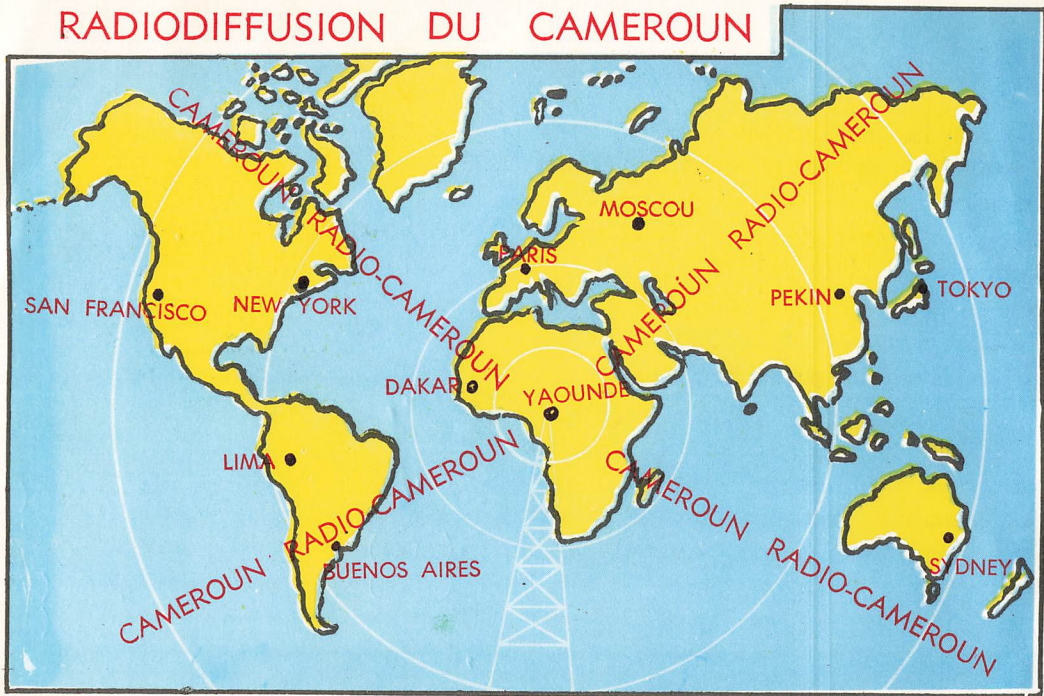 RADIODIFFUSION DU CAMEROUN
CAMEROUN RADIO-CAMEROUN
CAMEROUN RADIO-CAMEROUN
MOSCOU
PARIS
SAN FRANCISCO
NEW YORK
PEKIN
TOKYO
DAKAR
YAOUNDE
LIMA
CAMEROUN RADIO-CAMEROUN
CAMEROUN RADIO-CAMEROUN
BUENOS AIRES
SYDNEY